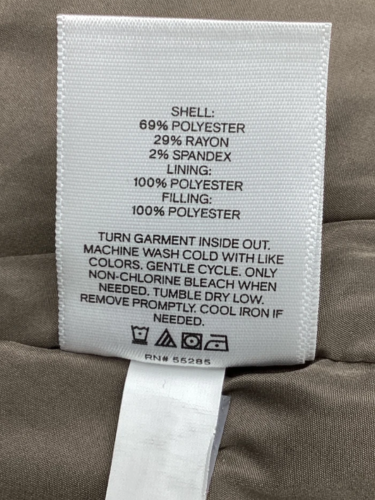 SHELL:
69% POLYESTER
29% RAYON
2% SPANDEX
LINING:
100% POLYESTER
FILLING:
100% POLYESTER
TURN GARMENT INSIDE OUT.
MACHINE WASH COLD WITH LIKE
COLORS. GENTLE CYCLE. ONLY
NON-CHLORINE BLEACH WHEN
NEEDED. TUMBLE DRY LOW.
REMOVE PROMPTLY. COOL IRON IF
NEEDED.
RN# 55285